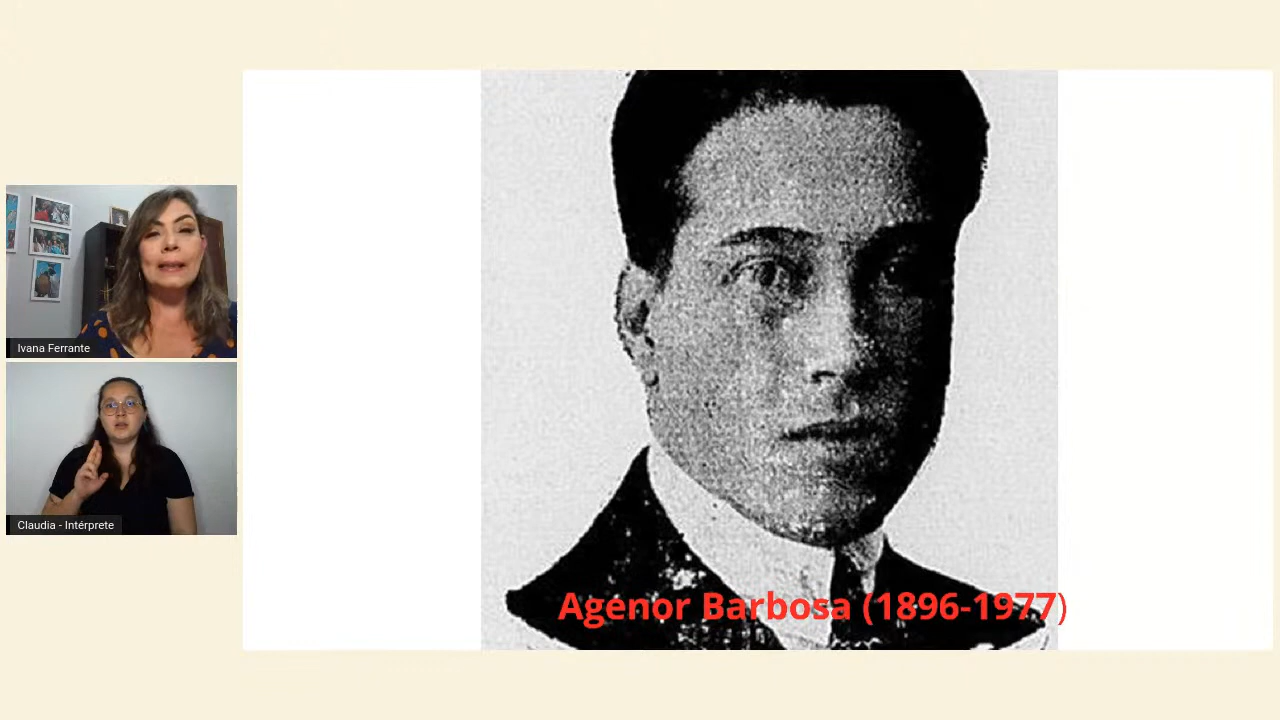 Ivana Ferrante
Claudia - Intérprete
Agenor Barbosa (1896-1977)